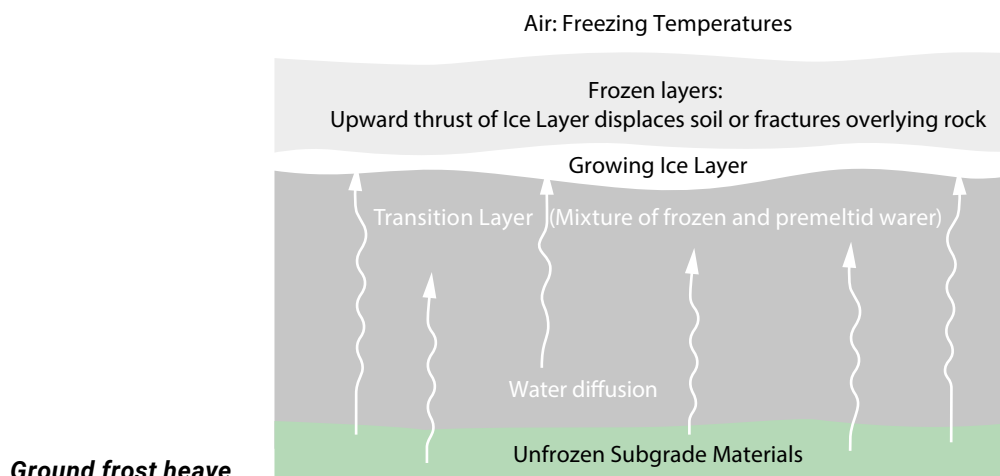 Air: Freezing Temperatures
Frozen layers:
Upward thrust of Ice Layer displaces soil or fractures overlying rock
Growing Ice Layer
Transition Layer (Mixture of frozen and premeltid warer)
Water diffusion
Unfrozen Subgrade Materials
Ground frost heave